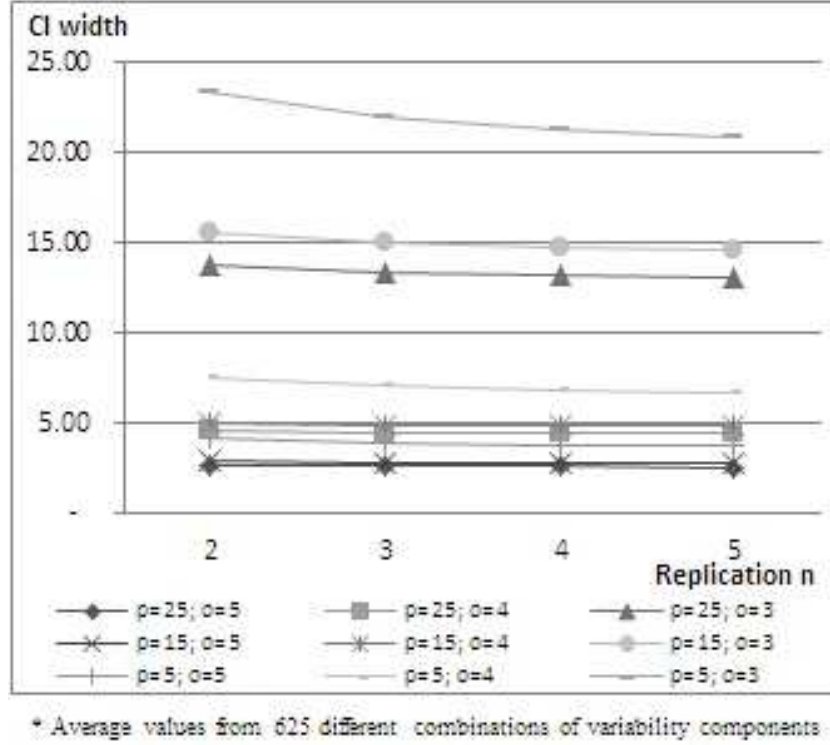 CI width
25.00
20.00
15.00
10.00
5.00
-
2 3 4 5
Replication n
p=25; o=5 p=25; o=4 p=25; o=3
p=15; o=5 p=15; o=4 p=15; o=3
p=5; o=5 p=5; o=4 p=5; o=3
* Average values from 625 different combinations of variability components